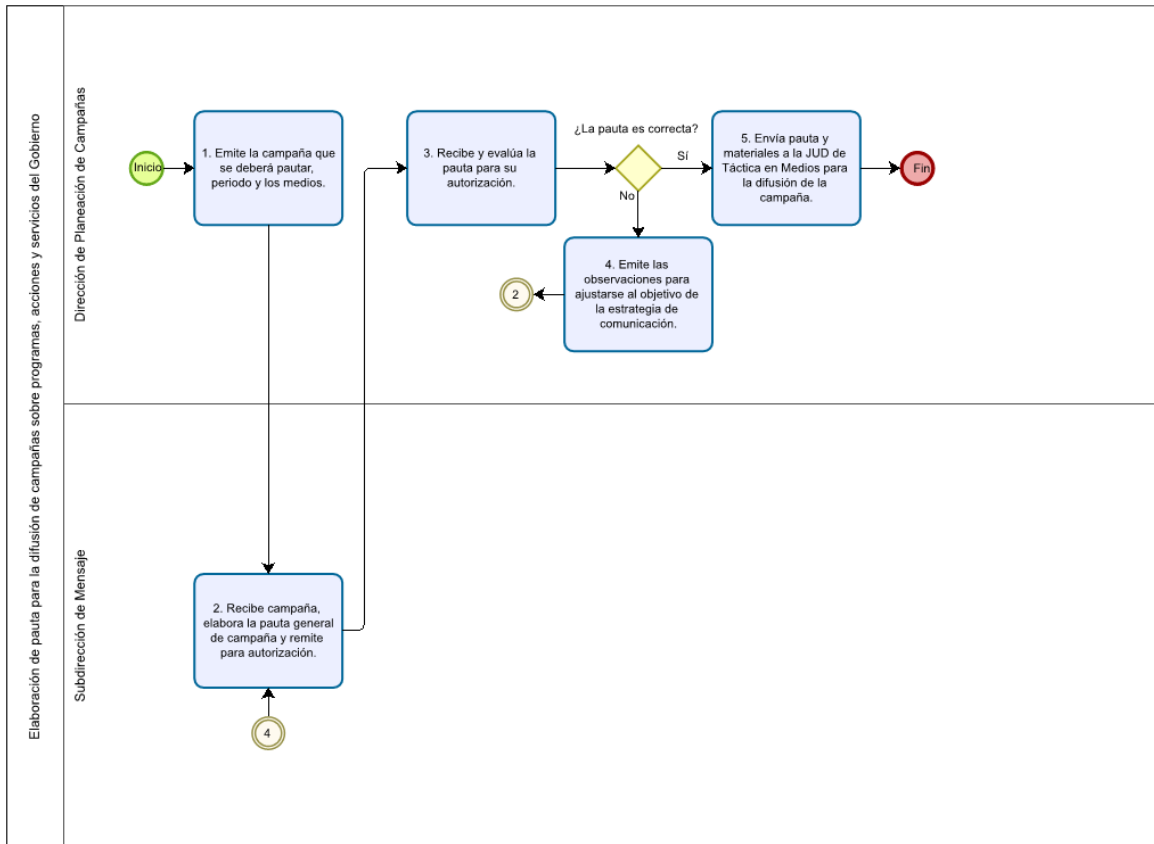 Elaboración de pauta para la difusión de campañas sobre programas, acciones y servicios del Gobierno
Dirección de Planeación de Campañas
Inicio
1. Emite la campaña que
se deberá pautar,
periodo y los medios.
3. Recibe y evalúa la
pauta para su
autorización.
¿La pauta es correcta?
Sí
No
5. Envía pauta y
materiales a la JUD de
Táctica en Medios para
la difusión de la
campaña.
Fin
4. Emite las
observaciones para
ajustarse al objetivo de
la estrategia de
comunicación.
2
Subdirección de Mensaje
2. Recibe campaña,
elabora la pauta general
de campaña y remite
para autorización.
4